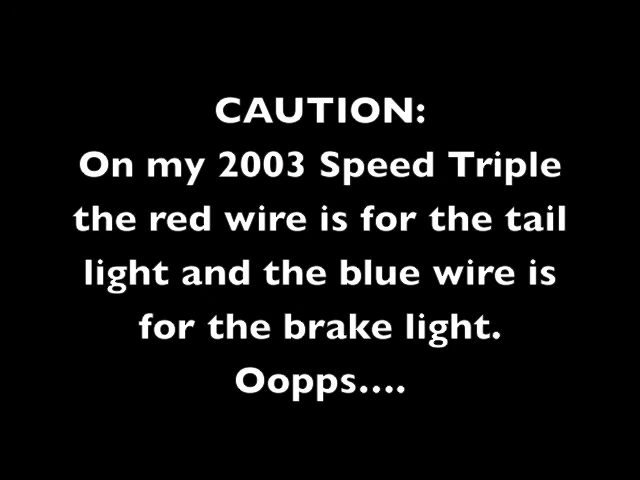 CAUTION:
On my 2003 Speed Triple
the red wire is for the tail
light and the blue wire is
for the brake light.
Oopps....